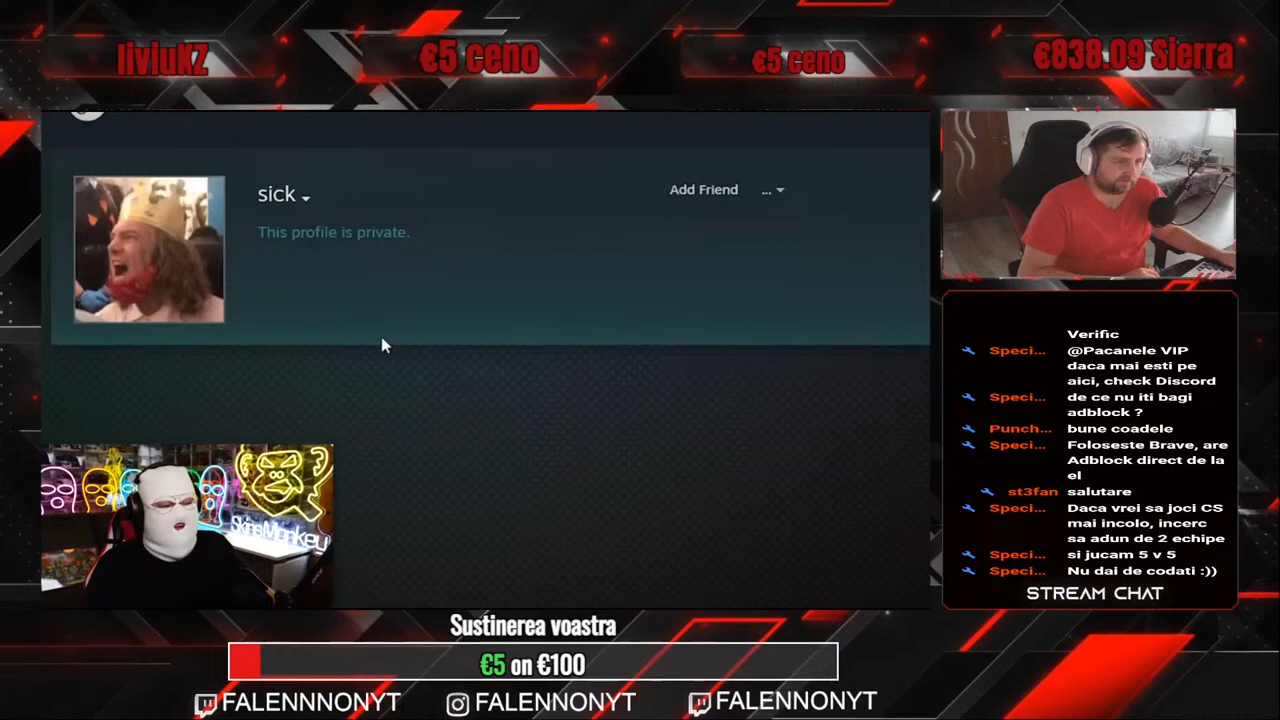 liviuKZ
€5 ceno
€5 ceno
€838.09 Sierra
sick
Add Friend
...
This profile is private.
SkinsMonkey
Verific
Speci... @Pacanele VIP
daca mai esti pe
aici, check Discord
Speci... de ce nu iti bagi
adblock ?
Punch... bune coadele
Speci... Foloseste Brave, are
Adblock direct de la
el
st3fan salutare
Speci... Daca vrei sa joci CS
mai incolo, incerc
sa adun de 2 echipe
Speci... si jucam 5 v 5
Speci... Nu dai de codati :))
STREAM CHAT
Sustinerea voastra
€5 on €100
FALENNNONYT
FALENNONYT
FALENNONYT